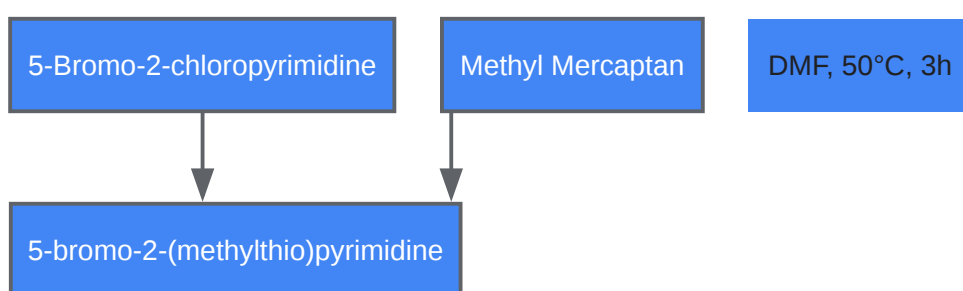 5-Bromo-2-chloropyrimidine
Methyl Mercaptan
DMF, 50°C, 3h
5-bromo-2-(methylthio)pyrimidine